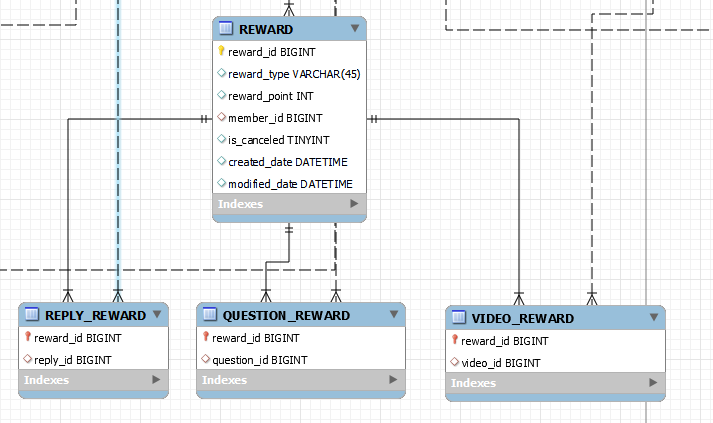 REWARD
reward_id BIGINT
reward_type VARCHAR(45)
reward_point INT
member_id BIGINT
is_canceled TINYINT
created_date DATETIME
modified_date DATETIME
Indexes
REPLY_REWARD
reward_id BIGINT
reply_id BIGINT
Indexes
QUESTION_REWARD
reward_id BIGINT
question_id BIGINT
Indexes
VIDEO_REWARD
reward_id BIGINT
video_id BIGINT
Indexes